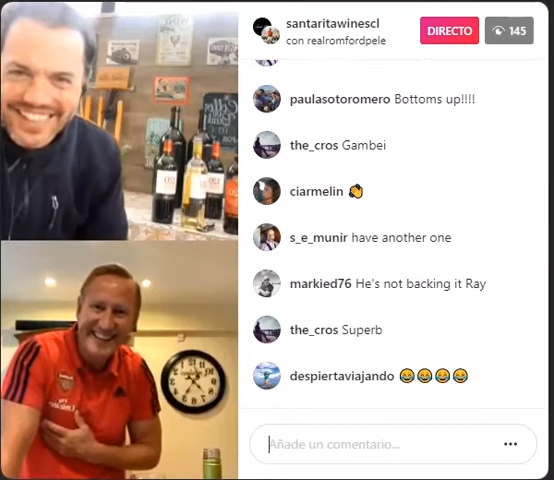 santaritawinescl
con realromfordpele
DIRECTO
145
paulasotoromero Bottoms up!!!!
the_cros Gambei
ciarmelin 👏
s_e_munir have another one
markied76 He's not backing it Ray
the_cros Superb
despiertaviajando 😂😂😂😂
Añade un comentario...